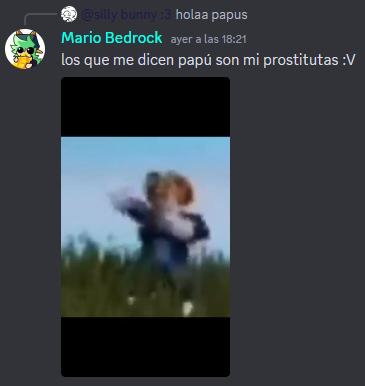 @silly bunny :3 holaa papus
Mario Bedrock ayer a las 18:21
los que me dicen papú son mi prostitutas :V